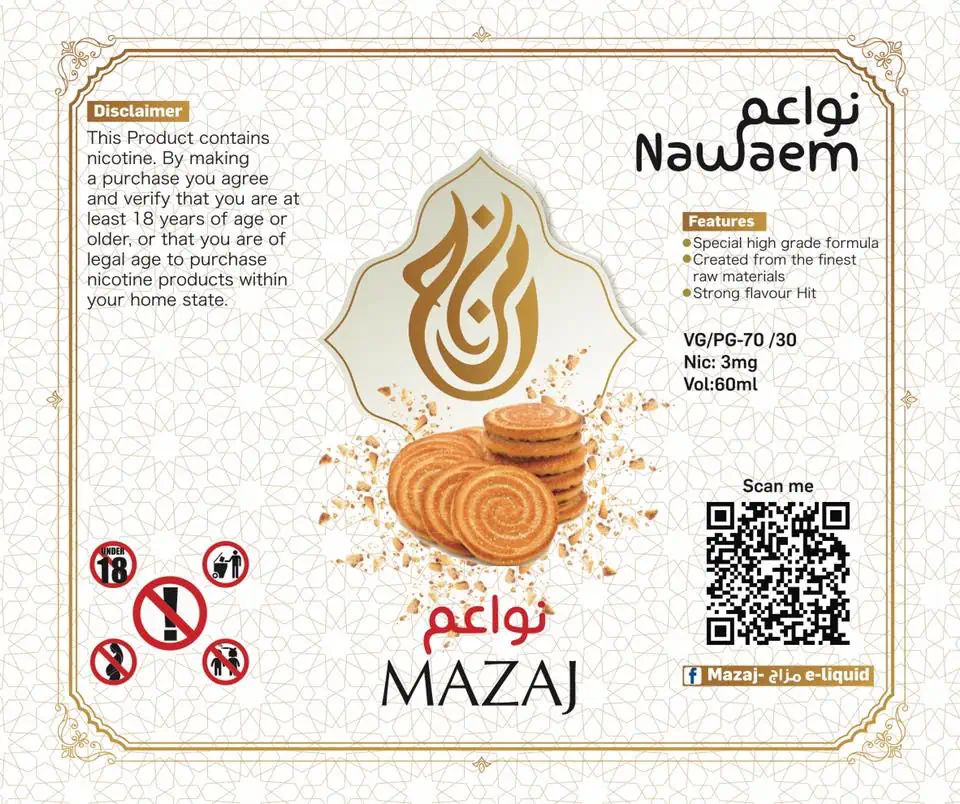 Disclaimer
This Product contains
nicotine. By making
a purchase you agree
and verify that you are at
least 18 years of age or
older, or that you are of
legal age to purchase
nicotine products within
your home state.
UNDER
18
مزاج
نواعم
MAZAJ
نواعم
Nawaem
Features
Special high grade formula
Created from the finest
raw materials
Strong flavour Hit
VG/PG-70 /30
Nic: 3mg
Vol:60ml
Scan me
f Mazaj- مزاج e-liquid